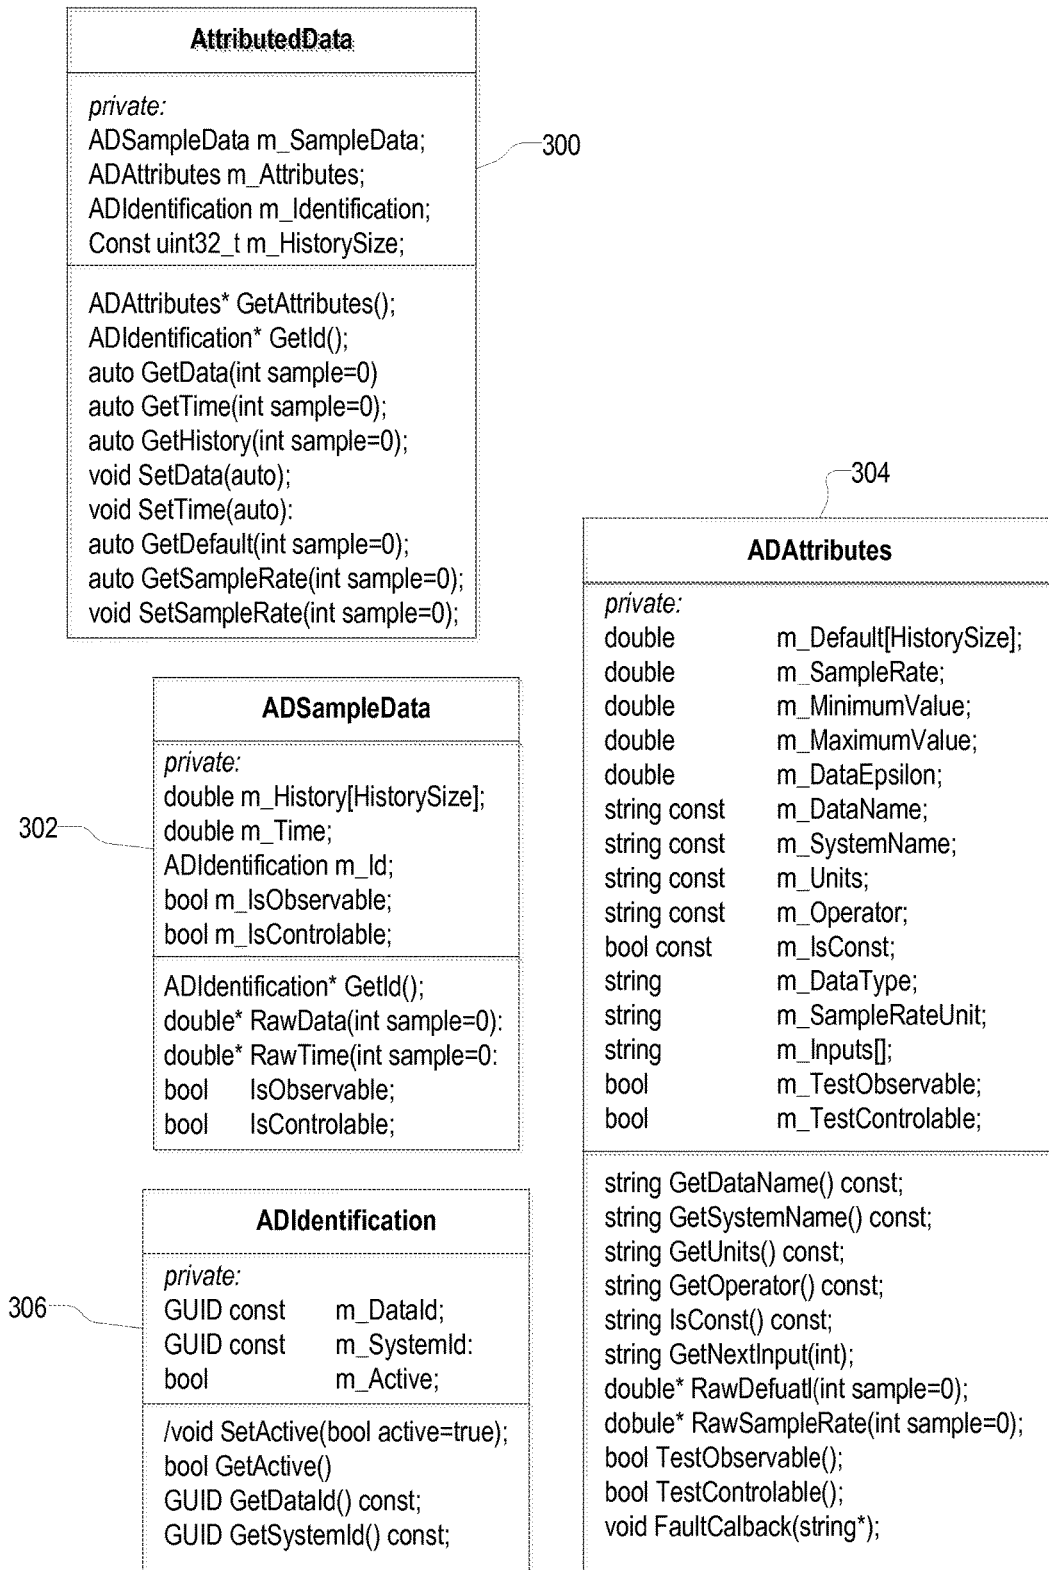 AttributedData
private:
ADSampleData m_SampleData;
ADAttributes m_Attributes;
ADIdentification m_Identification;
Const uint32_t m_HistorySize;
ADAttributes* GetAttributes();
ADIdentification* GetId();
auto GetData(int sample=0)
auto GetTime(int sample=0);
auto GetHistory(int sample=0);
void SetData(auto);
void SetTime(auto):
auto GetDefault(int sample=0);
auto GetSampleRate(int sample=0);
void SetSampleRate(int sample=0);
300
ADSampleData
private:
double m_History[HistorySize];
double m_Time;
ADIdentification m_Id;
bool m_IsObservable;
bool m_IsControlable;
ADIdentification* GetId();
double* RawData(int sample=0):
double* RawTime(int sample=0:
bool IsObservable;
bool IsControlable;
302
ADIdentification
private:
GUID const m_DataId;
GUID const m_SystemId:
bool m_Active;
/void SetActive(bool active=true);
bool GetActive()
GUID GetDataId() const;
GUID GetSystemId() const;
306
304
ADAttributes
private:
double m_Default[HistorySize];
double m_SampleRate;
double m_MinimumValue;
double m_MaximumValue;
double m_DataEpsilon;
string const m_DataName;
string const m_SystemName;
string const m_Units;
string const m_Operator;
bool const m_IsConst;
string m_DataType;
string m_SampleRateUnit;
string m_Inputs[];
bool m_TestObservable;
bool m_TestControlable;
string GetDataName() const;
string GetSystemName() const;
string GetUnits() const;
string GetOperator() const;
string IsConst() const;
string GetNextInput(int);
double* RawDefuatl(int sample=0);
dobule* RawSampleRate(int sample=0);
bool TestObservable();
bool TestControlable();
void FaultCalback(string*);